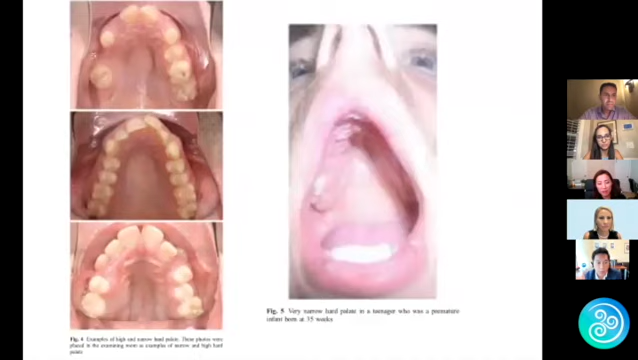 Fig. 5 Very narrow hard palate in a teenager who was a premature
infant born at 35 weeks
Fig. 4 Examples of high and narrow hard palate. These photos were
placed in the examining room as examples of narrow and high hard
palate